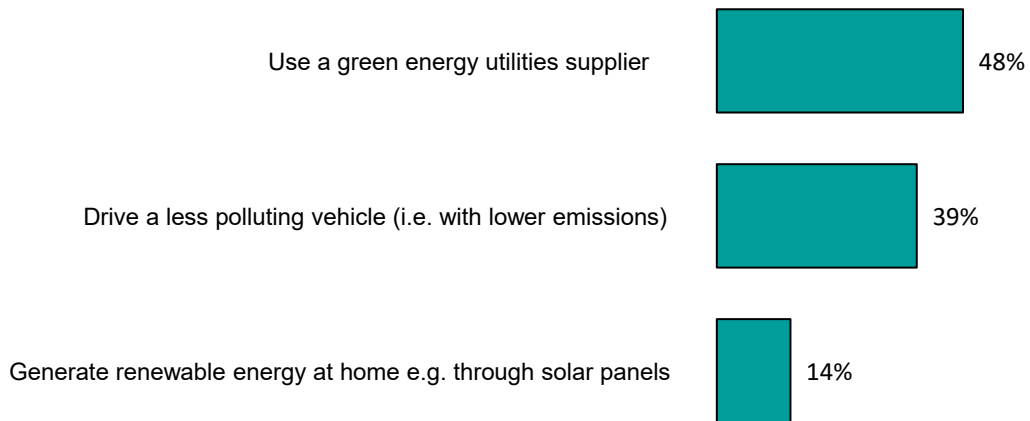 Use a green energy utilities supplier 48%
Drive a less polluting vehicle (i.e. with lower emissions) 39%
Generate renewable energy at home e.g. through solar panels 14%